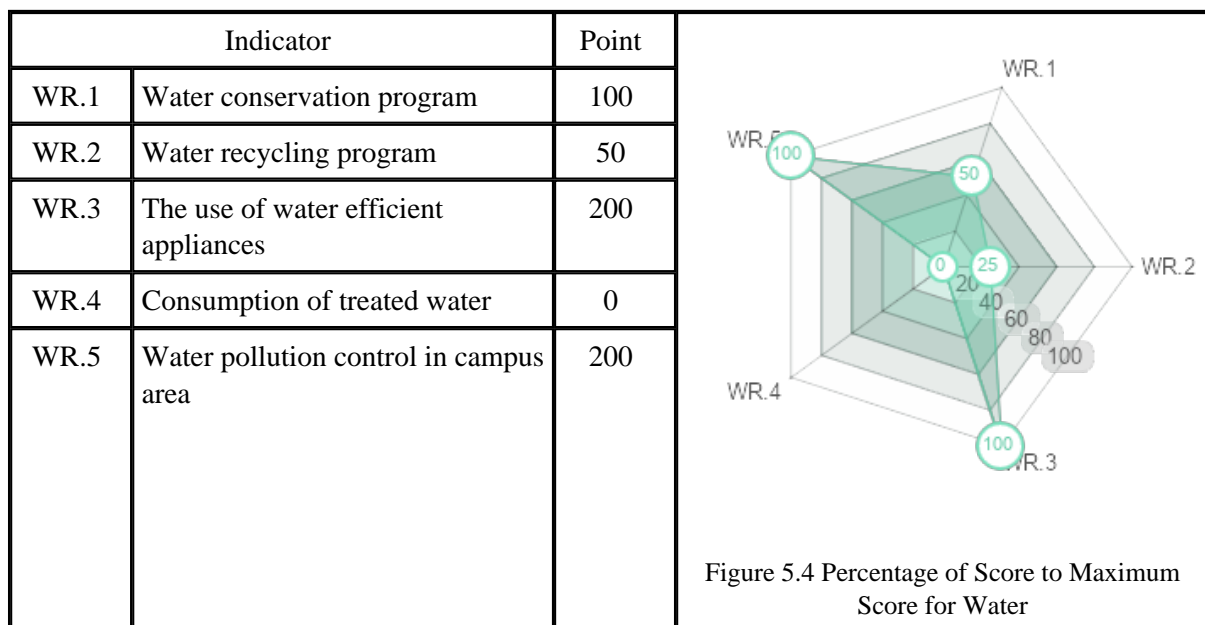 Indicator Point
WR.1 Water conservation program 100
WR.2 Water recycling program 50
WR.3 The use of water efficient 200
appliances
WR.4 Consumption of treated water 0
WR.5 Water pollution control in campus 200
area
WR.1
WR.
100
50
0
25
WR.2
20
40
60
80
100
WR.4
100
WR.3
Figure 5.4 Percentage of Score to Maximum
Score for Water